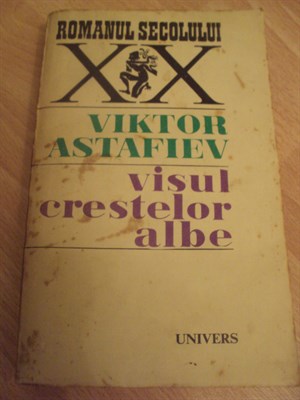 ROMANUL SECOLULUI
XX
VIKTOR
ASTAFIEV
visul
crestelor
albe
UNIVERS